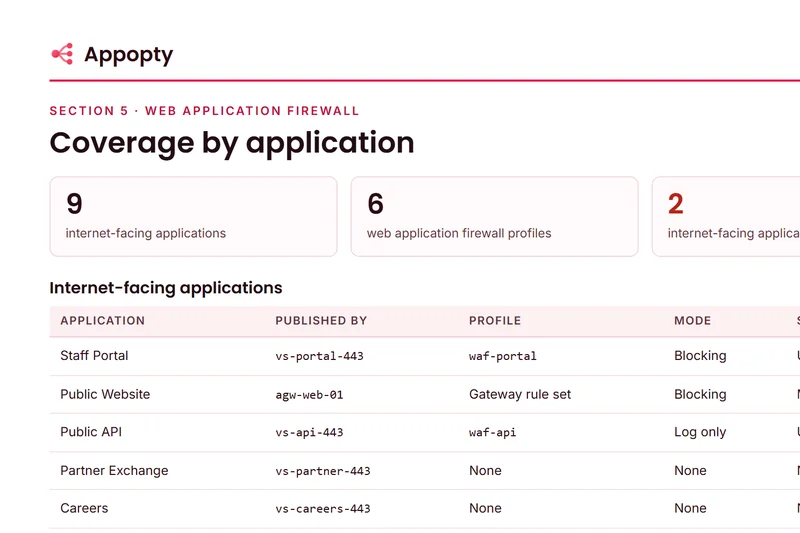 Appopty
SECTION 5 · WEB APPLICATION FIREWALL
Coverage by application
9 6 2
internet-facing applications web application firewall profiles internet-facing
Internet-facing applications
APPLICATION PUBLISHED BY PROFILE MODE
Staff Portal vs-portal-443 waf-portal Blocking
Public Website agw-web-01 Gateway rule set Blocking
Public API vs-api-443 waf-api Log only
Partner Exchange vs-partner-443 None None
Careers vs-careers-443 None None